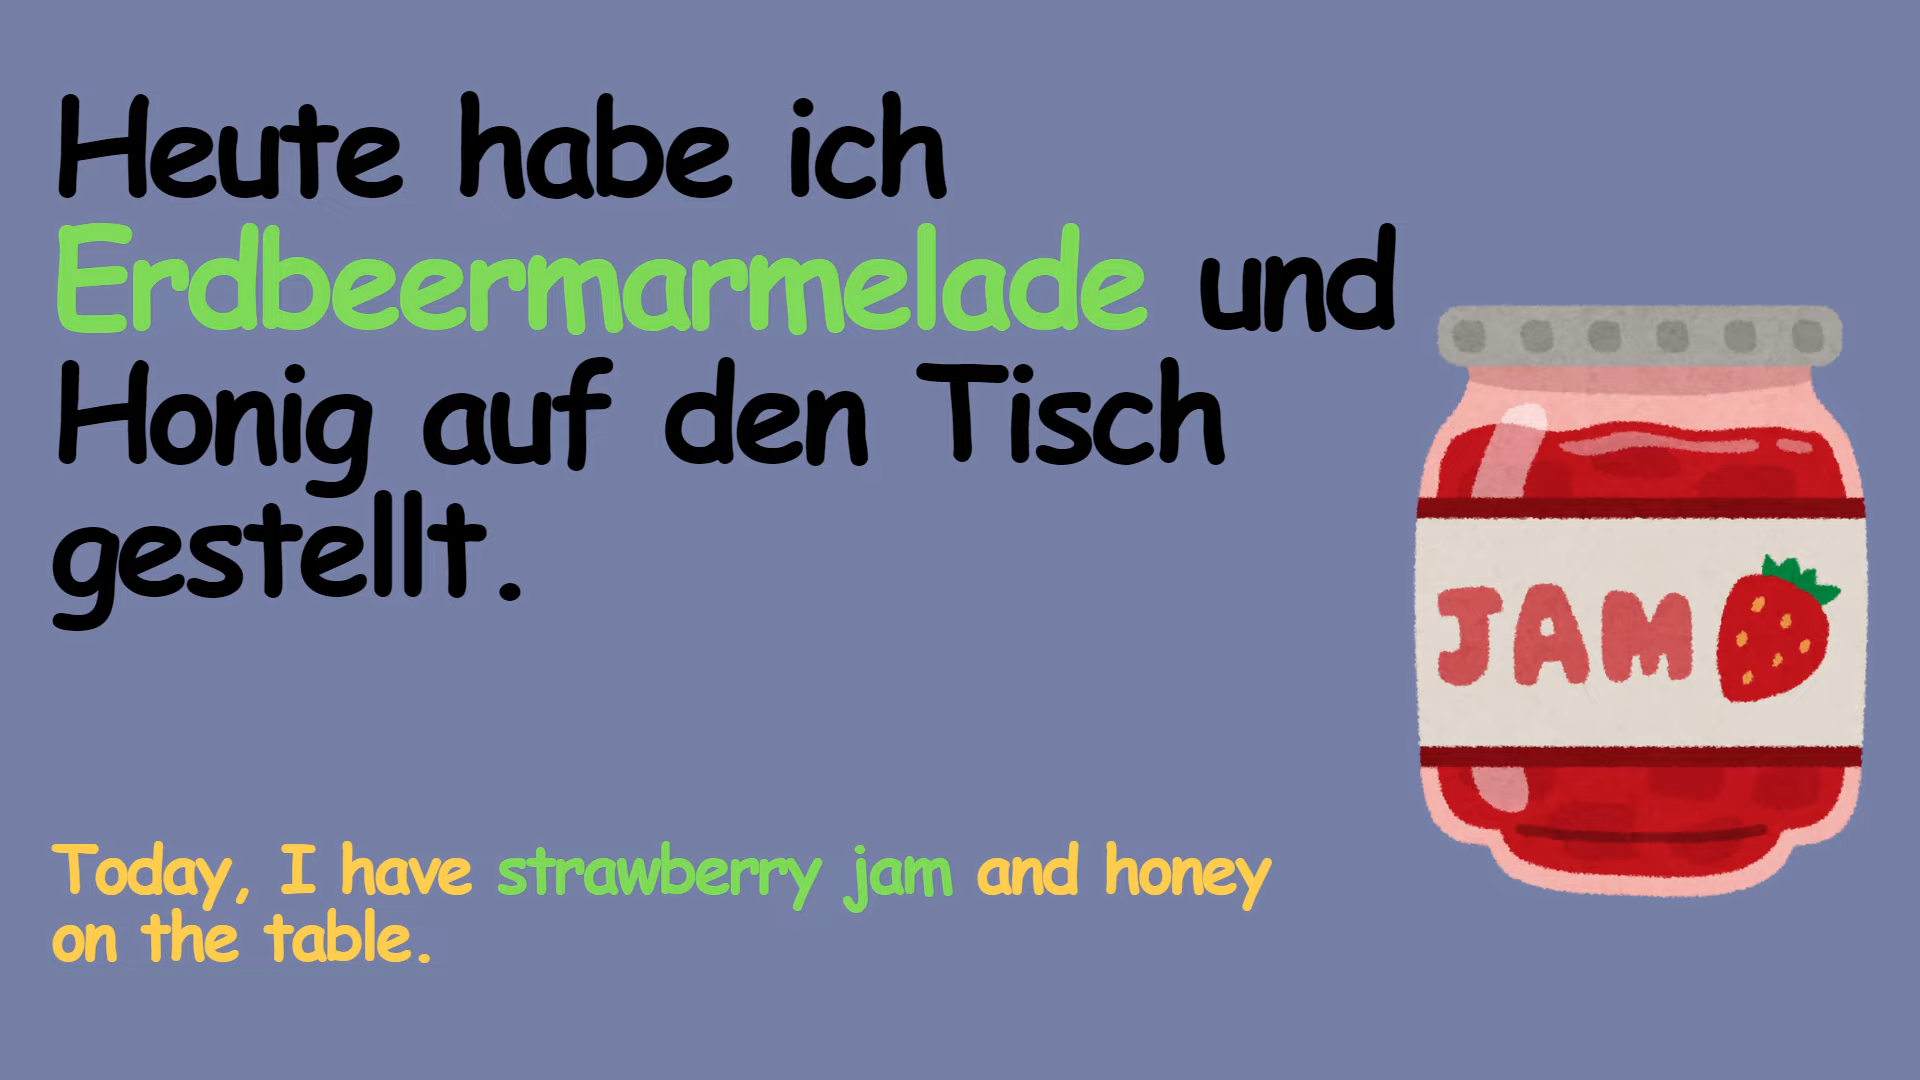 Heute habe ich
Erdbeermarmelade und
Honig auf den Tisch
gestellt.
JAM
Today, I have strawberry jam and honey
on the table.